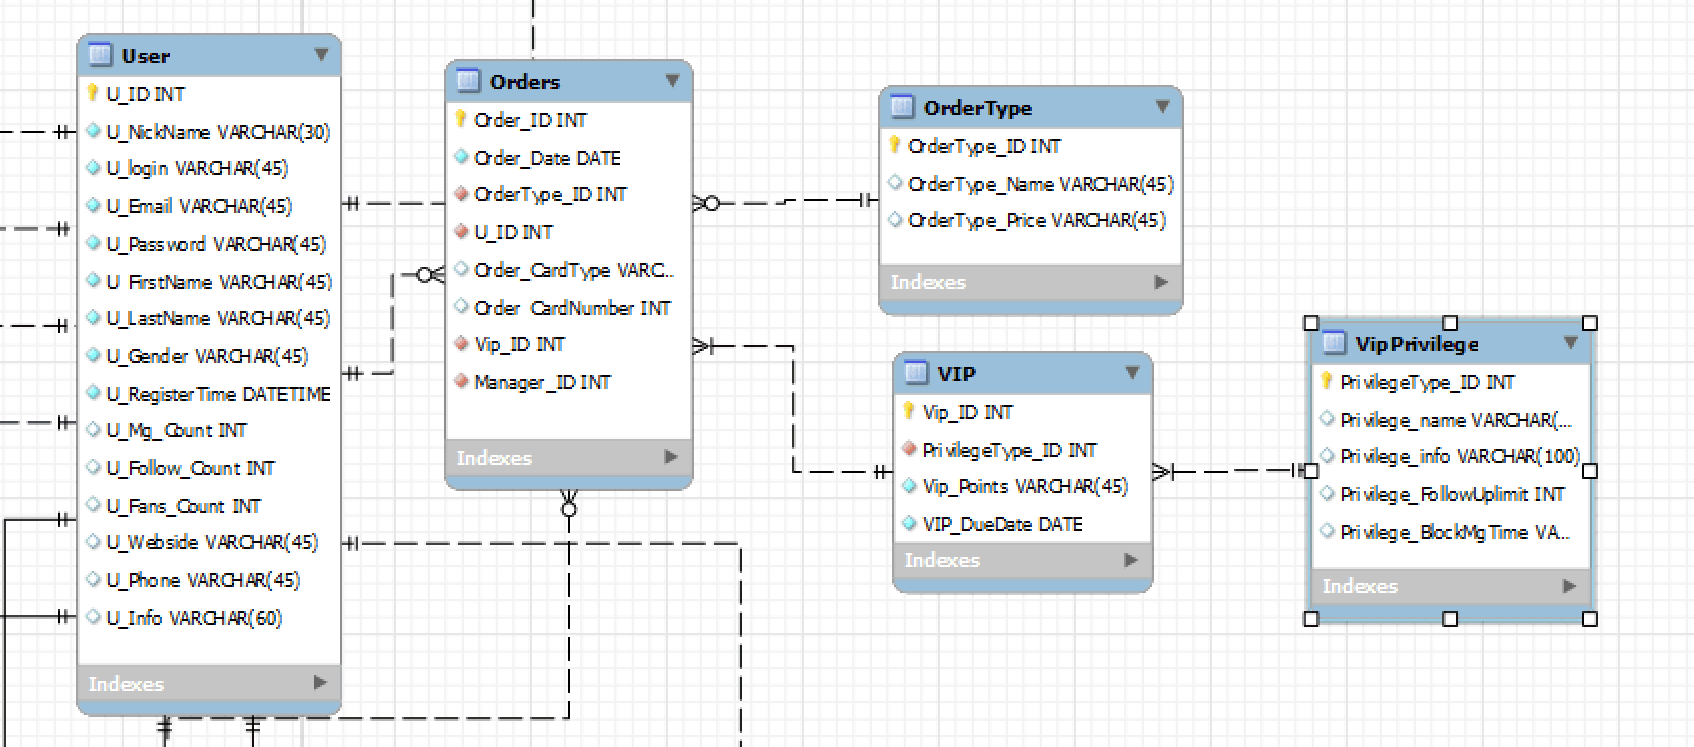 User
U_ID INT
U_NickName VARCHAR(30)
U_login VARCHAR(45)
U_Email VARCHAR(45)
U_Password VARCHAR(45)
U_FirstName VARCHAR(45)
U_LastName VARCHAR(45)
U_Gender VARCHAR(45)
U_RegisterTime DATETIME
U_Mg_Count INT
U_Follow_Count INT
U_Fans_Count INT
U_Webside VARCHAR(45)
U_Phone VARCHAR(45)
U_Info VARCHAR(60)
Indexes
Orders
Order_ID INT
Order_Date DATE
OrderType_ID INT
U_ID INT
Order_CardType VARC...
Order_CardNumber INT
Vip_ID INT
Manager_ID INT
Indexes
OrderType
OrderType_ID INT
OrderType_Name VARCHAR(45)
OrderType_Price VARCHAR(45)
Indexes
VIP
Vip_ID INT
PrivilegeType_ID INT
Vip_Points VARCHAR(45)
VIP_DueDate DATE
Indexes
VipPrivilege
PrivilegeType_ID INT
Privilege_name VARCHAR(...
Privilege_info VARCHAR(100)
Privilege_FollowUplimit INT
Privilege_BlockMgTime VA...
Indexes